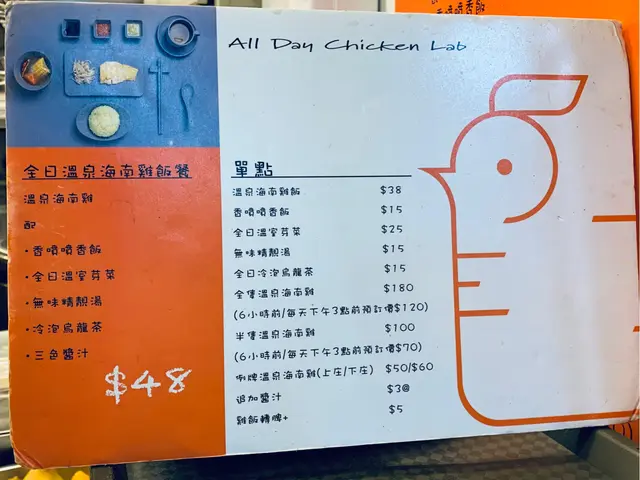 香噴噴香飯
All Day Chicken Lab
全日溫泉海南雞飯餐
溫泉海南雞
配
·香噴噴香飯
·全日溫室芽菜
·無味精靚湯
·冷泡烏龍茶
·三色醬汁
$48
單點
溫泉海南雞飯 $38
香噴噴香飯 $15
全日溫室芽菜 $25
無味精靚湯 $15
全日冷泡烏龍茶 $15
全隻溫泉海南雞 $180
(6小時前/每天下午3點前預訂價$120)
半隻溫泉海南雞 $100
(6小時前/每天下午3點前預訂價$70)
例牌溫泉海南雞(上庄/下庄) $50/$60
追加醬汁 $3@
雞飯轉髀+ $5